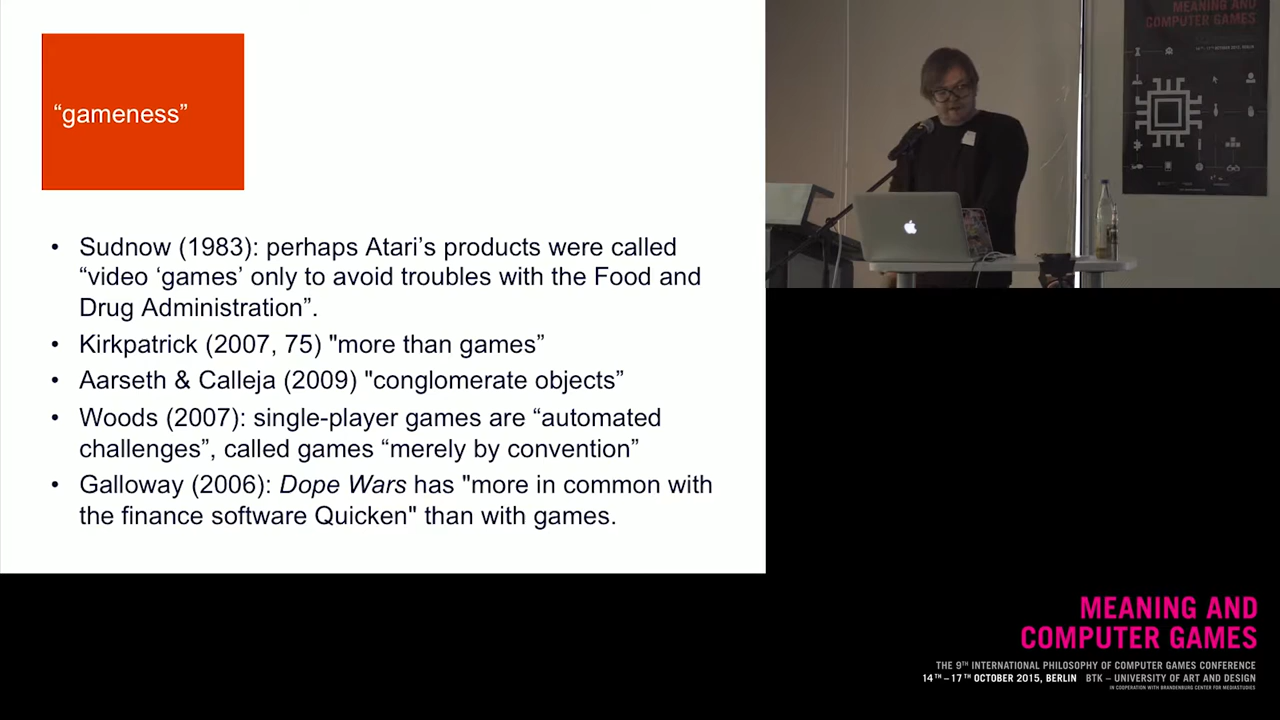 “gameness”
• Sudnow (1983): perhaps Atari’s products were called
“video ‘games’ only to avoid troubles with the Food and
Drug Administration”.
• Kirkpatrick (2007, 75) "more than games”
• Aarseth & Calleja (2009) "conglomerate objects”
• Woods (2007): single-player games are “automated
challenges”, called games “merely by convention”
• Galloway (2006): Dope Wars has "more in common with
the finance software Quicken" than with games.
MEANING AND
COMPUTER GAMES
MEANING AND
COMPUTER GAMES
THE 9TH INTERNATIONAL PHILOSOPHY OF COMPUTER GAMES CONFERENCE
14TH – 17TH OCTOBER 2015, BERLIN BTK – UNIVERSITY OF ART AND DESIGN
IN COOPERATION WITH BRANDENBURG CENTER FOR MEDIASTUDIES